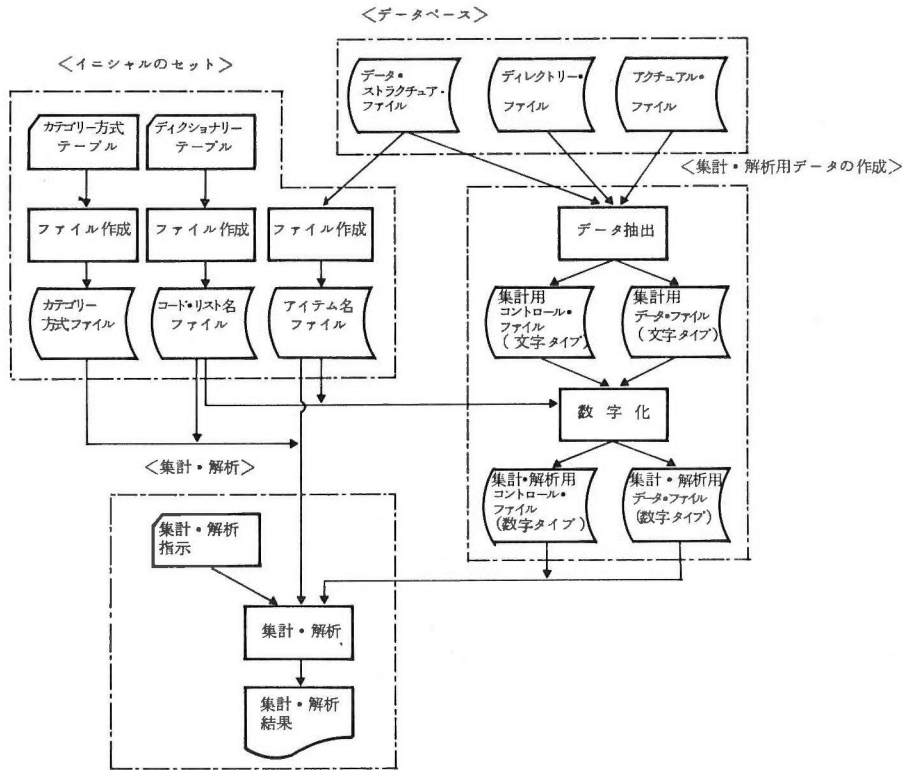 ＜データベース＞
データ・
ストラクチュア・
ファイル
ディレクトリー・
ファイル
アクチュアル・
ファイル
＜イニシャルのセット＞
カテゴリー方式
テーブル
ディクショナリー
テーブル
ファイル作成
ファイル作成
ファイル作成
カテゴリー
方式ファイル
コード・リスト名
ファイル
アイテム名
ファイル
＜集計・解析用データの作成＞
データ抽出
集計用
コントロール・
ファイル
（文字タイプ）
集計用
データ・ファイル
（文字タイプ）
数字化
集計・解析用
コントロール・
ファイル
（数字タイプ）
集計・解析用
データ・ファイル
（数字タイプ）
＜集計・解析＞
集計・解析
指示
集計・解析
集計・解析
結果